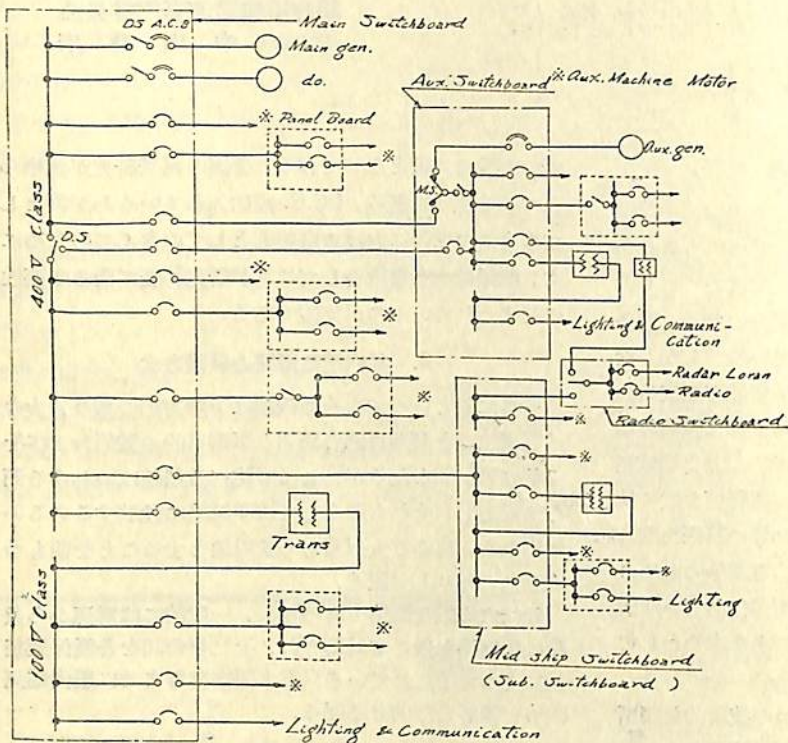 D.S A.C.B
Main Switchboard
Main gen.
do.
Aux. Switchboard
※ Aux. Machine Motor
※ Panel Board
※
Aux. gen.
M.S.
400 V Class
D.S.
※
※
Lighting & Communi-
cation
Radar Loran
Radio
Radio Switchboard
※
※
※
※
Trans
※
Lighting
100 V Class
※
Mid Ship Switchboard
(Sub. Switchboard)
※
Lighting & Communication